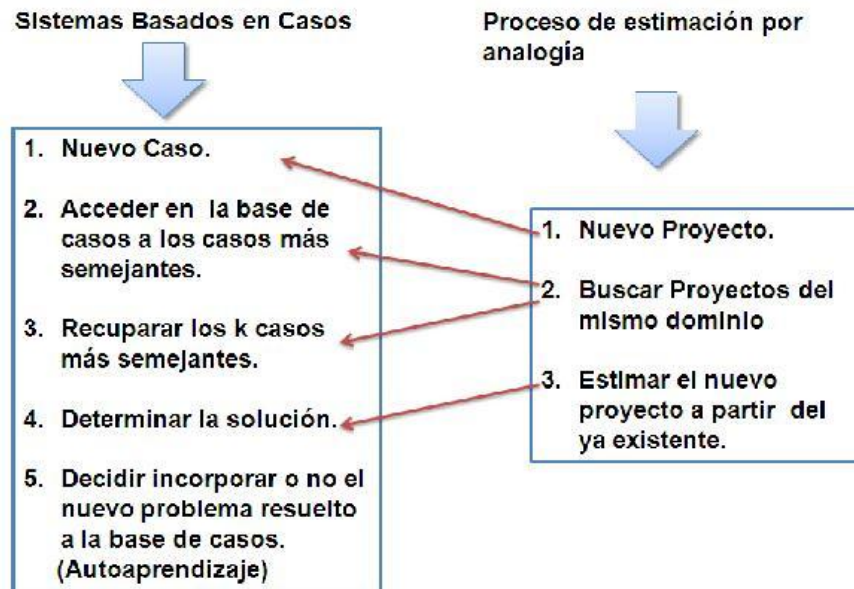 Sistemas Basados en Casos
1. Nuevo Caso.
2. Acceder en la base de
casos a los casos más
semejantes.
3. Recuparar los k casos
más semejantes.
4. Determinar la solución.
5. Decidir incorporar o no el
nuevo problema resuelto
a la base de casos.
(Autoaprendizaje)
Proceso de estimación por
analogía
1. Nuevo Proyecto.
2. Buscar Proyectos del
mismo dominio
3. Estimar el nuevo
proyecto a partir del
ya existente.